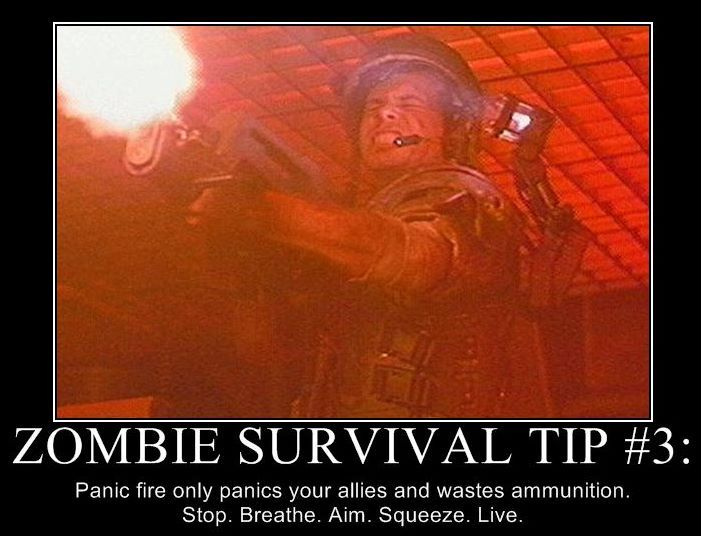 ZOMBIE SURVIVAL TIP #3:
Panic fire only panics your allies and wastes ammunition.
Stop. Breathe. Aim. Squeeze. Live.